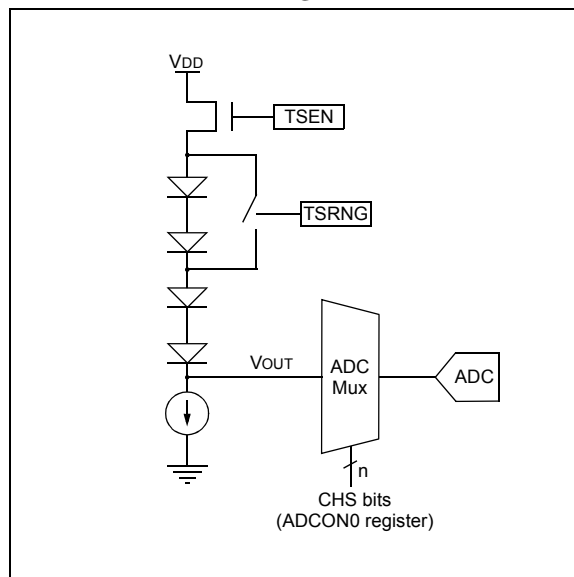 VDD
TSEN
TSRNG
VOUT
ADC
Mux
ADC
n
CHS bits
(ADCON0 register)